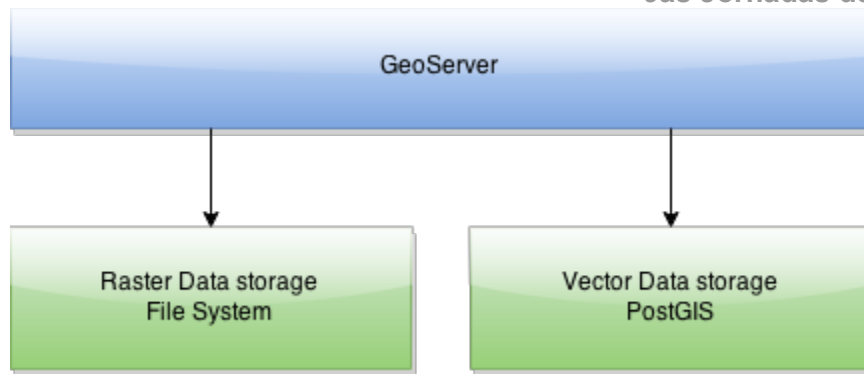 GeoServer
Raster Data storage
File System
Vector Data storage
PostGIS